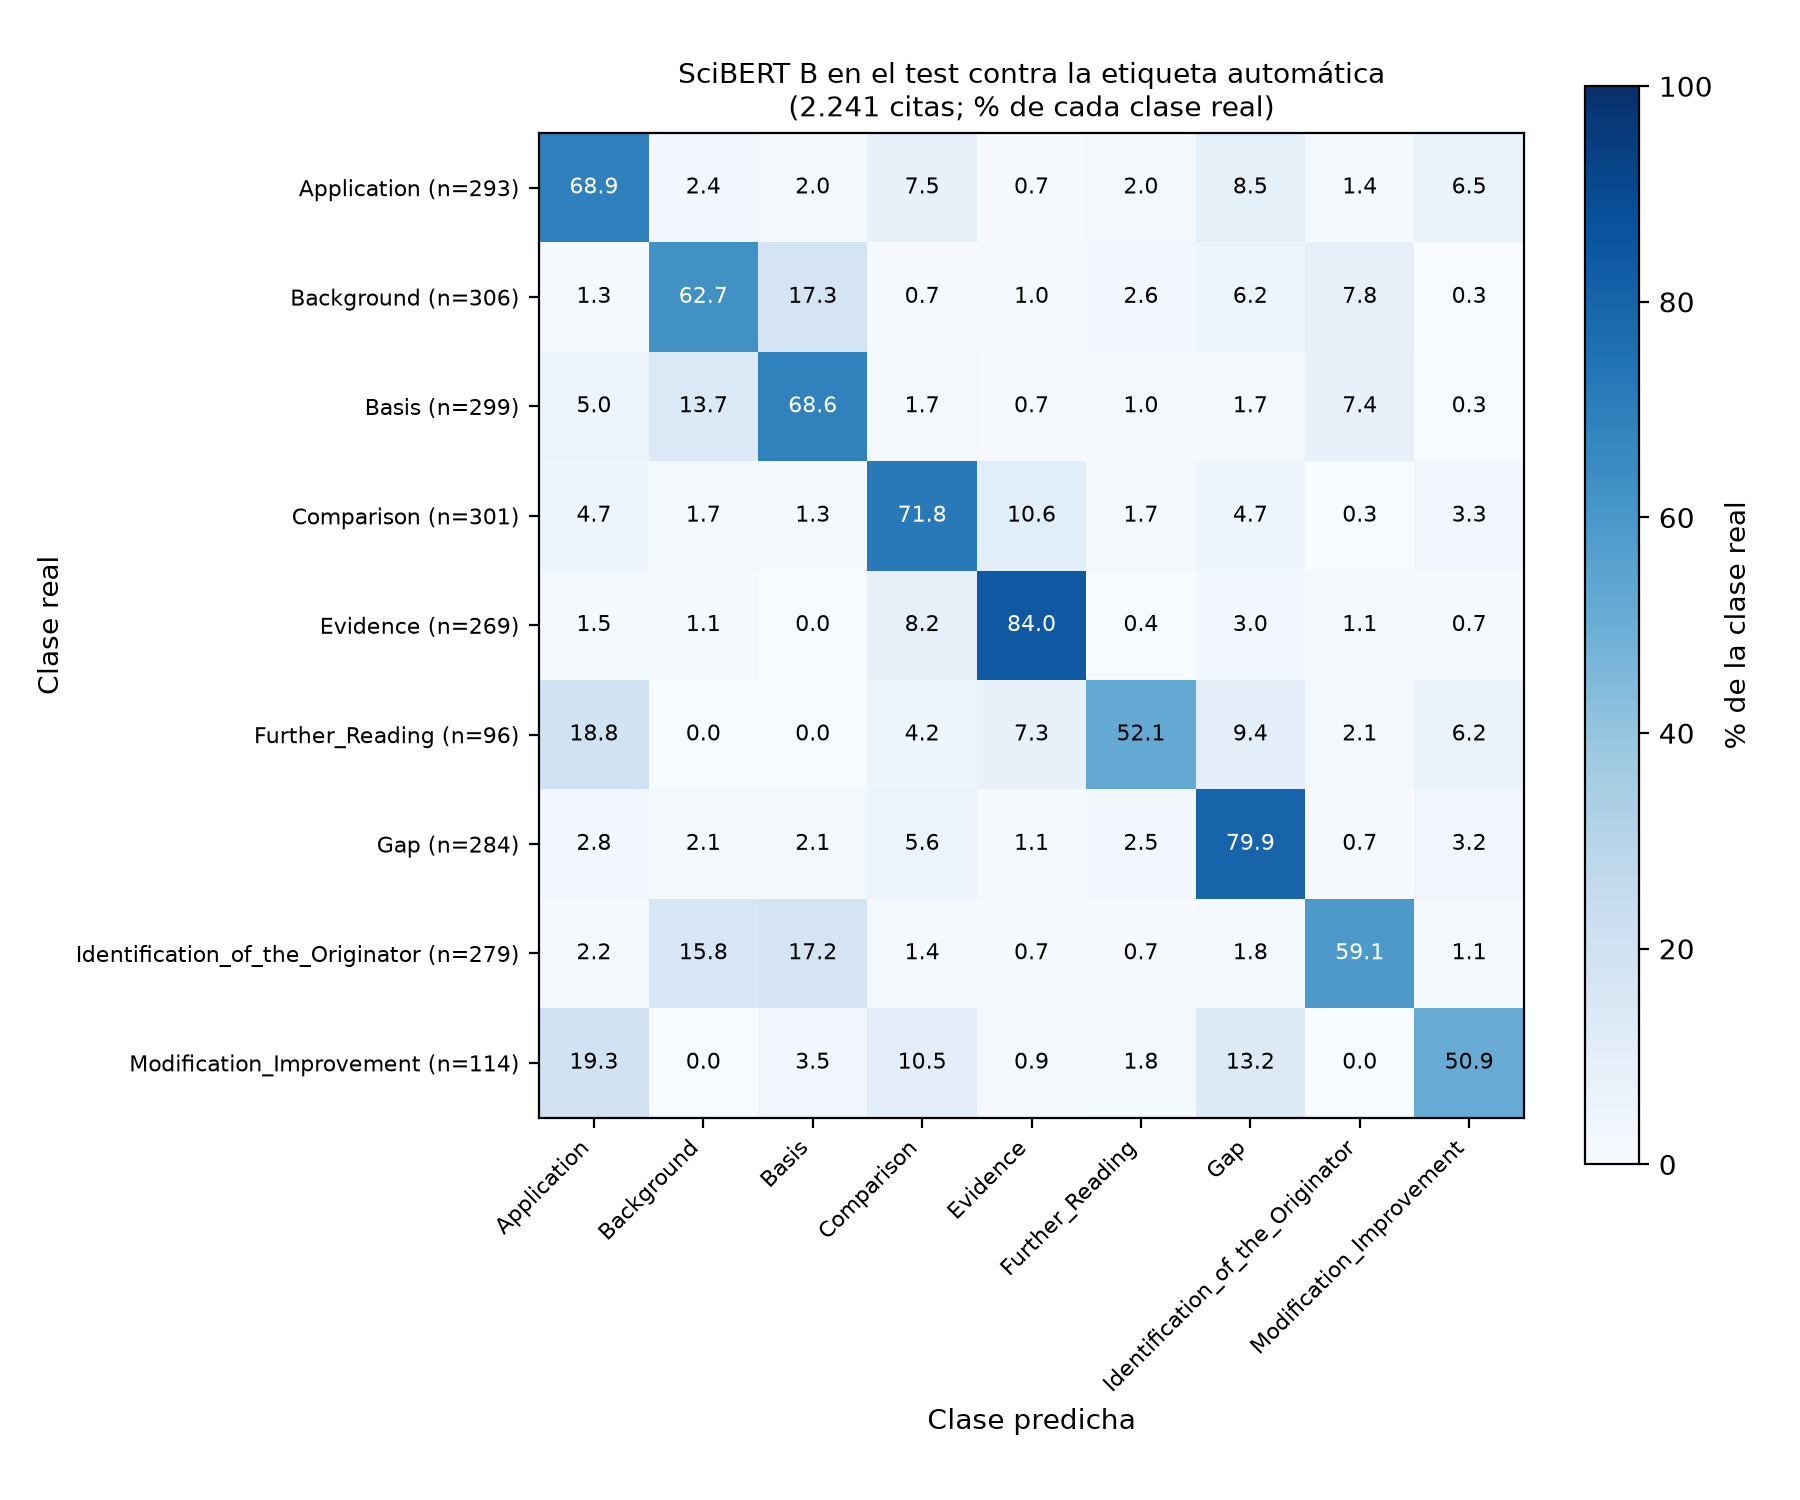 SciBERT B en el test contra la etiqueta automática
(2.241 citas; % de cada clase real)
Clase real
Application (n=293) 68.9 2.4 2.0 7.5 0.7 2.0 8.5 1.4 6.5
Background (n=306) 1.3 62.7 17.3 0.7 1.0 2.6 6.2 7.8 0.3
Basis (n=299) 5.0 13.7 68.6 1.7 0.7 1.0 1.7 7.4 0.3
Comparison (n=301) 4.7 1.7 1.3 71.8 10.6 1.7 4.7 0.3 3.3
Evidence (n=269) 1.5 1.1 0.0 8.2 84.0 0.4 3.0 1.1 0.7
Further_Reading (n=96) 18.8 0.0 0.0 4.2 7.3 52.1 9.4 2.1 6.2
Gap (n=284) 2.8 2.1 2.1 5.6 1.1 2.5 79.9 0.7 3.2
Identification_of_the_Originator (n=279) 2.2 15.8 17.2 1.4 0.7 0.7 1.8 59.1 1.1
Modification_Improvement (n=114) 19.3 0.0 3.5 10.5 0.9 1.8 13.2 0.0 50.9
Application
Background
Basis
Comparison
Evidence
Further_Reading
Gap
Identification_of_the_Originator
Modification_Improvement
Clase predicha
100
80
60
40
20
0
% de la clase real